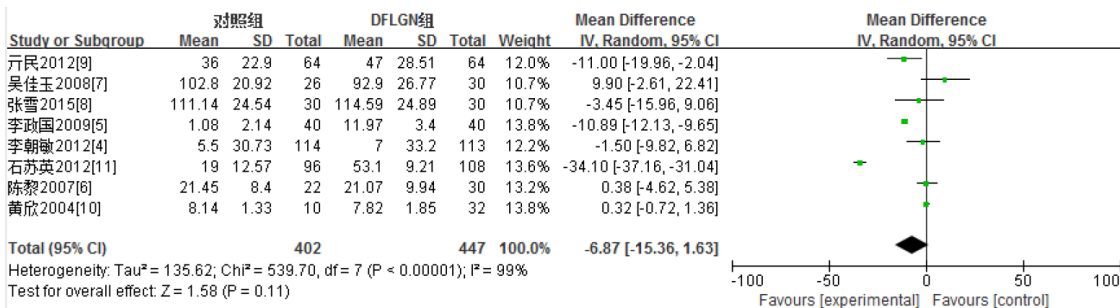 对照组 DFLGN组 Mean Difference Mean Difference
Study or Subgroup Mean SD Total Mean SD Total Weight IV, Random, 95% CI IV, Random, 95% CI
亓民2012[9] 36 22.9 64 47 28.51 64 12.0% -11.00 [-19.96, -2.04]
吴佳玉2008[7] 102.8 20.92 26 92.9 26.77 30 10.7% 9.90 [-2.61, 22.41]
张雪2015[8] 111.14 24.54 30 114.59 24.89 30 10.7% -3.45 [-15.96, 9.06]
李政国2009[5] 1.08 2.14 40 11.97 3.4 40 13.8% -10.89 [-12.13, -9.65]
李朝敏2012[4] 5.5 30.73 114 7 33.2 113 12.2% -1.50 [-9.82, 6.82]
石苏英2012[11] 19 12.57 96 53.1 9.21 108 13.6% -34.10 [-37.16, -31.04]
陈黎2007[6] 21.45 8.4 22 21.07 9.94 30 13.2% 0.38 [-4.62, 5.38]
黄欣2004[10] 8.14 1.33 10 7.82 1.85 32 13.8% 0.32 [-0.72, 1.36]
Total (95% CI) 402 447 100.0% -6.87 [-15.36, 1.63]
Heterogeneity: Tau² = 135.62; Chi² = 539.70, df = 7 (P < 0.00001); I² = 99%
Test for overall effect: Z = 1.58 (P = 0.11)
-100 -50 0 50 100
Favours [experimental] Favours [control]